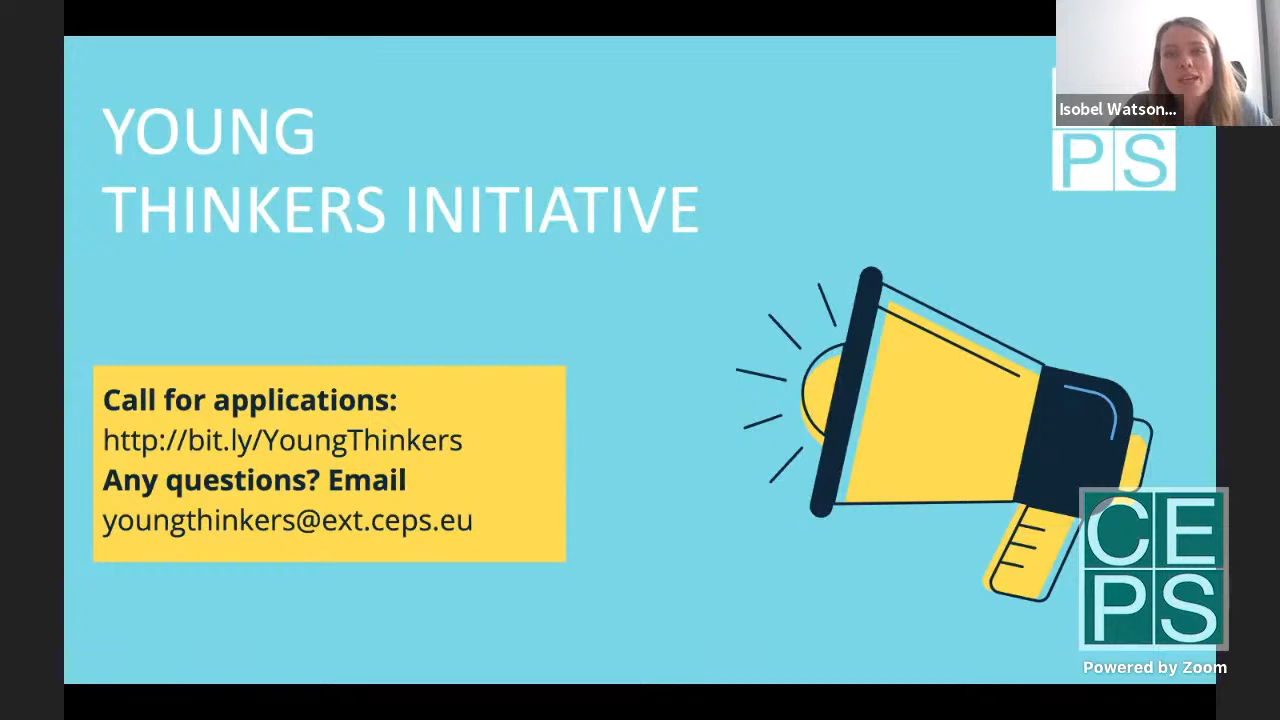 YOUNG
THINKERS INITIATIVE
Isobel Watson...
PS
Call for applications:
http://bit.ly/YoungThinkers
Any questions? Email
youngthinkers@ext.ceps.eu
CE
PS
Powered by Zoom